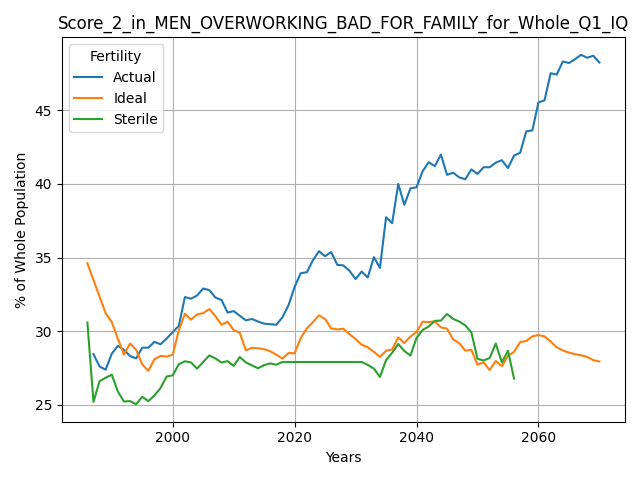 Score_2_in_MEN_OVERWORKING_BAD_FOR_FAMILY_for_Whole_Q1_IQ
Fertility
Actual
Ideal
Sterile
45
40
35
30
25
% of Whole Population
2000
2020
2040
2060
Years